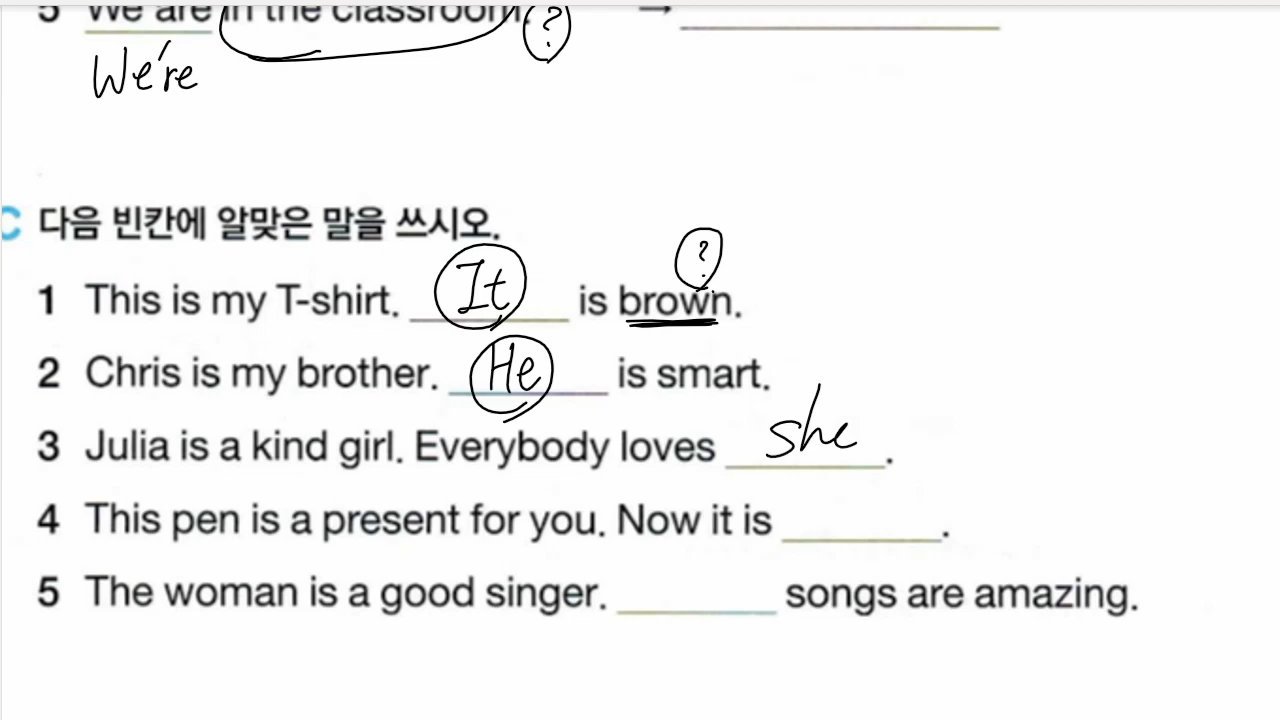 5 We are in the classroom. ? →
We're
C 다음 빈칸에 알맞은 말을 쓰시오.
?
1 This is my T-shirt. It is brown.
2 Chris is my brother. He is smart.
3 Julia is a kind girl. Everybody loves she.
4 This pen is a present for you. Now it is ________.
5 The woman is a good singer. ________ songs are amazing.